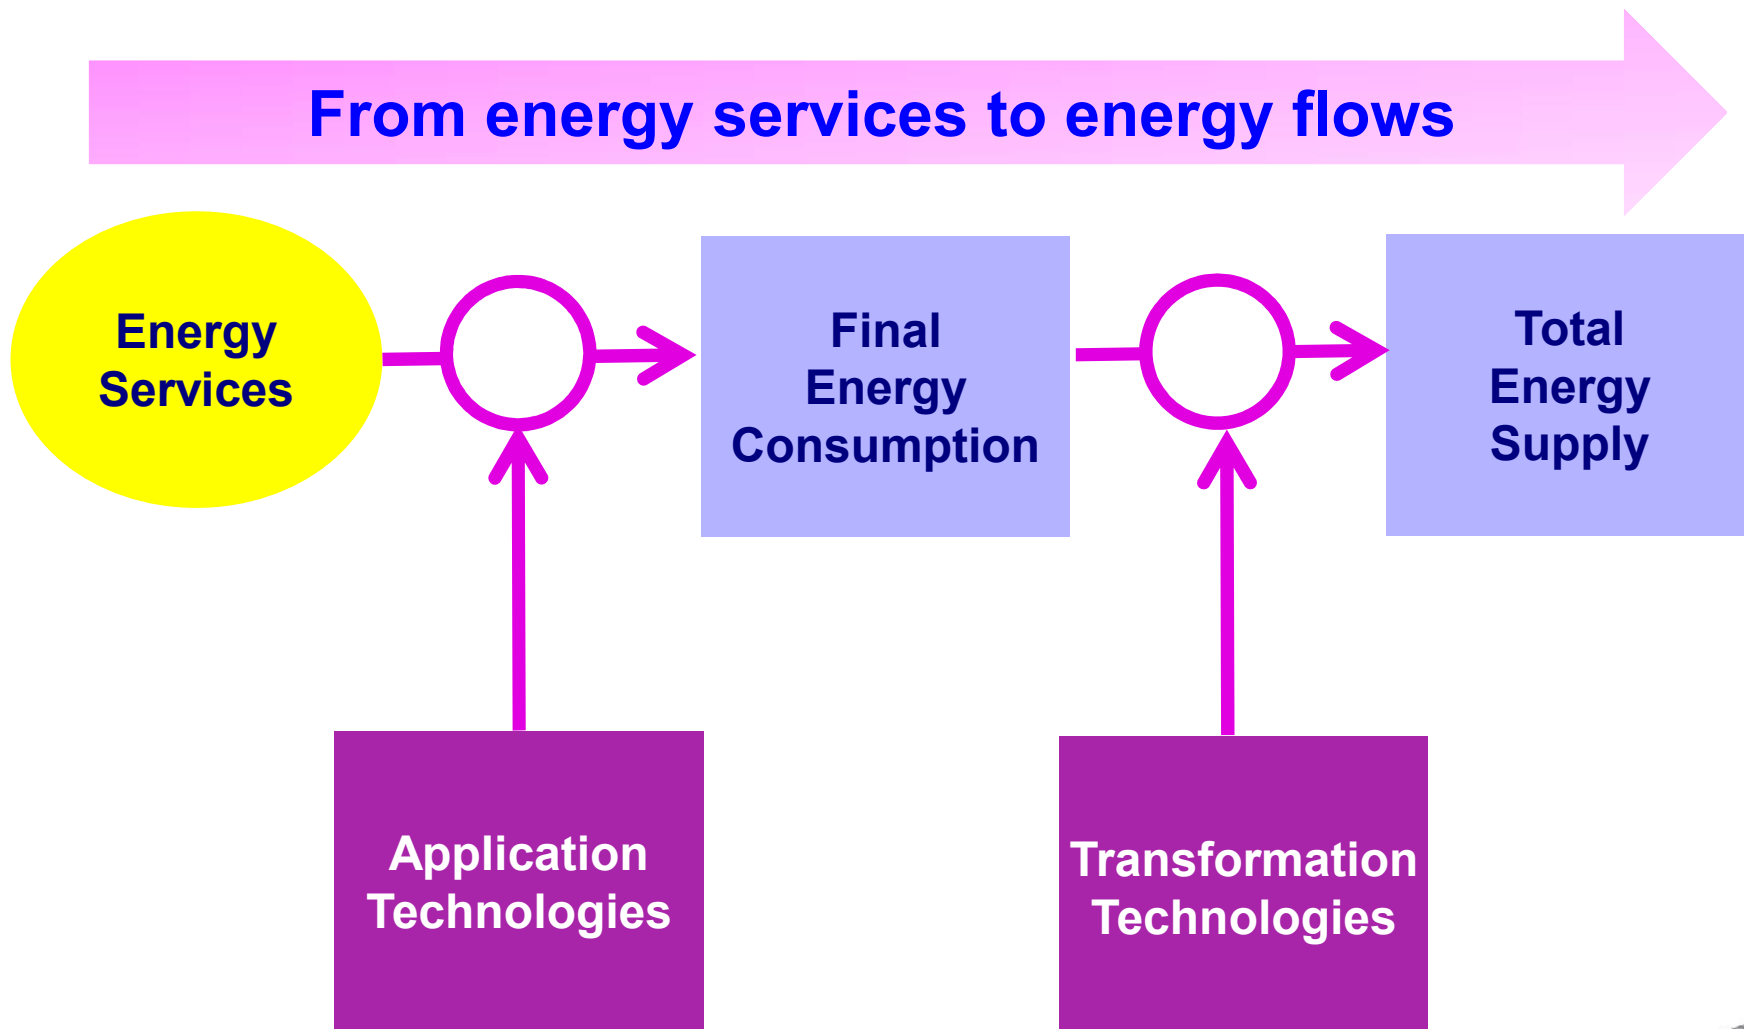 From energy services to energy flows
Energy
Services
Final
Energy
Consumption
Total
Energy
Supply
Application
Technologies
Transformation
Technologies